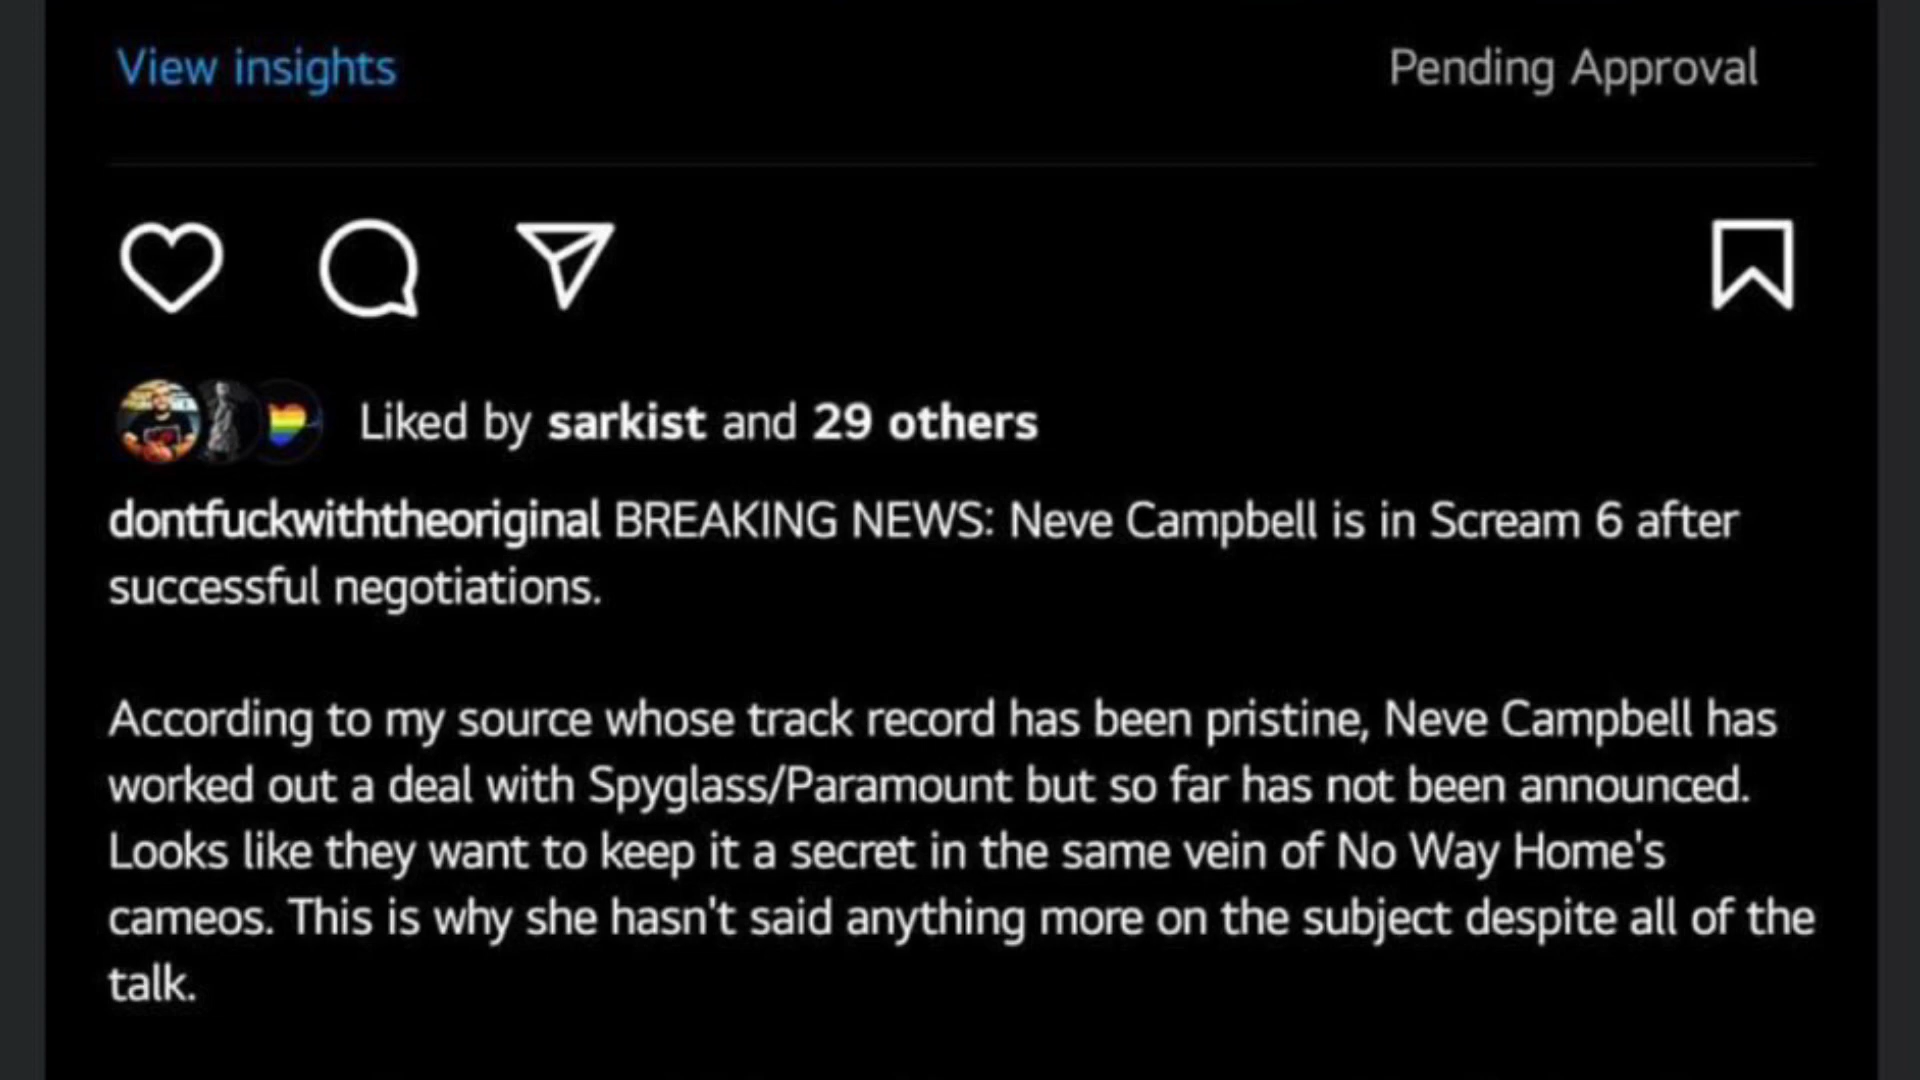 View insights
Pending Approval
Liked by sarkist and 29 others
dontfuckwiththeoriginal BREAKING NEWS: Neve Campbell is in Scream 6 after
successful negotiations.
According to my source whose track record has been pristine, Neve Campbell has
worked out a deal with Spyglass/Paramount but so far has not been announced.
Looks like they want to keep it a secret in the same vein of No Way Home's
cameos. This is why she hasn't said anything more on the subject despite all of the
talk.